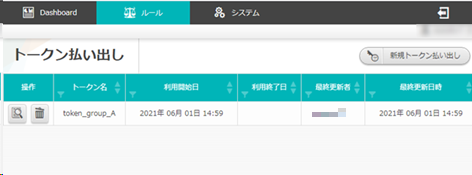 Dashboard ルール システム
トークン払い出し
新規トークン払い出し
操作 トークン名 利用開始日 利用終了日 最終更新者 最終更新日時
token_group_A 2021年 06月 01日 14:59 2021年 06月 01日 14:59